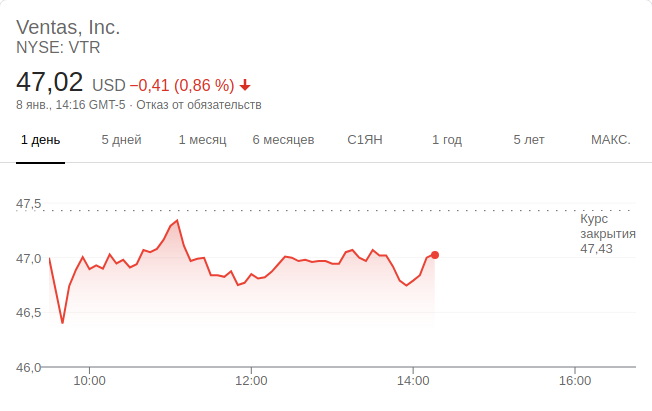 Ventas, Inc.
NYSE: VTR
47,02 USD −0,41 (0,86 %)
8 янв., 14:16 GMT-5 · Отказ от обязательств
1 день 5 дней 1 месяц 6 месяцев С1ЯН 1 год 5 лет МАКС.
47,5
Курс
закрытия
47,43
47,0
46,5
46,0
10:00 12:00 14:00 16:00